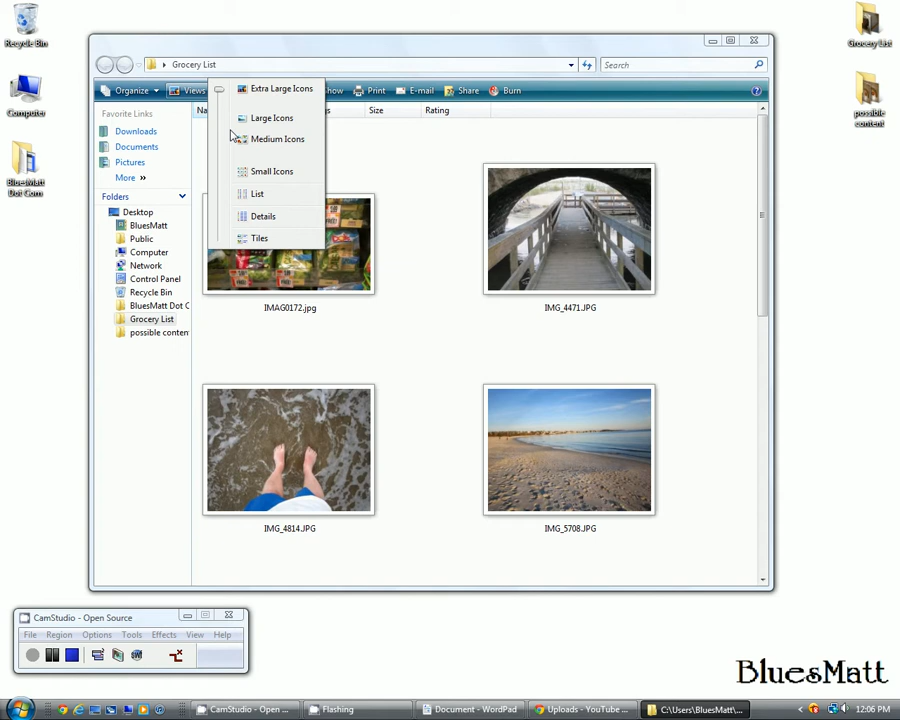 Recycle Bin
Computer
BluesMatt
Dot Com
Grocery List
possible
content
Grocery List
Search
Organize
Views
Show
Print
E-mail
Share
Burn
Extra Large Icons
Large Icons
Medium Icons
Small Icons
List
Details
Tiles
Size
Rating
Favorite Links
Downloads
Documents
Pictures
More »
Folders
Desktop
BluesMatt
Public
Computer
Network
Control Panel
Recycle Bin
BluesMatt Dot C
Grocery List
possible conten
IMAG0172.jpg
IMG_4471.JPG
IMG_4814.JPG
IMG_5708.JPG
CamStudio - Open Source
File Region Options Tools Effects View Help
BluesMatt
CamStudio - Open ...
Flashing
Document - WordPad
Uploads - YouTube ...
C:\Users\BluesMatt\...
12:06 PM